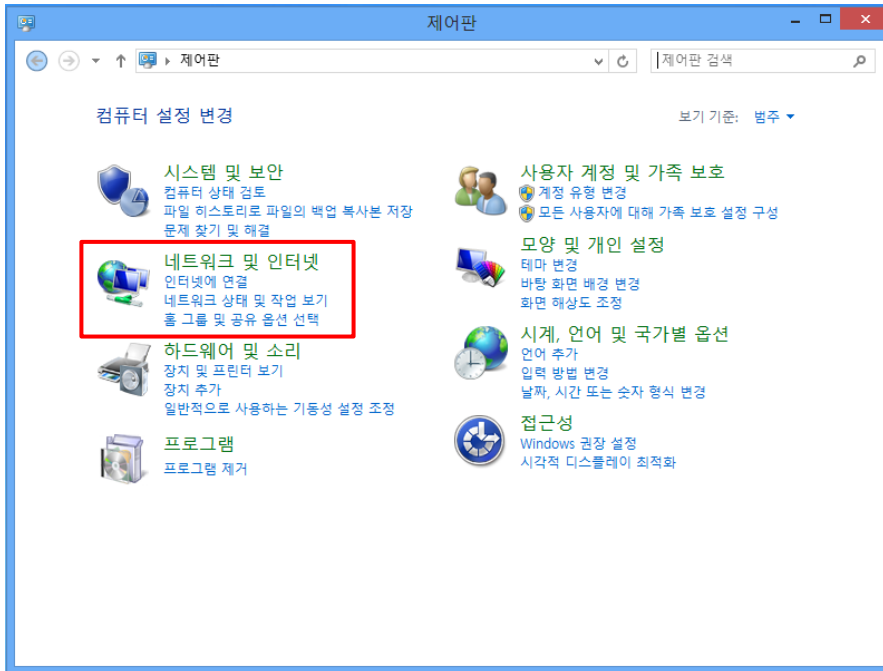 제어판
제어판
제어판 검색
컴퓨터 설정 변경
보기 기준: 범주
시스템 및 보안
컴퓨터 상태 검토
파일 히스토리로 파일의 백업 복사본 저장
문제 찾기 및 해결
네트워크 및 인터넷
인터넷에 연결
네트워크 상태 및 작업 보기
홈 그룹 및 공유 옵션 선택
하드웨어 및 소리
장치 및 프린터 보기
장치 추가
일반적으로 사용하는 기동성 설정 조정
프로그램
프로그램 제거
사용자 계정 및 가족 보호
계정 유형 변경
모든 사용자에 대해 가족 보호 설정 구성
모양 및 개인 설정
테마 변경
바탕 화면 배경 변경
화면 해상도 조정
시계, 언어 및 국가별 옵션
언어 추가
입력 방법 변경
날짜, 시간 또는 숫자 형식 변경
접근성
Windows 권장 설정
시각적 디스플레이 최적화